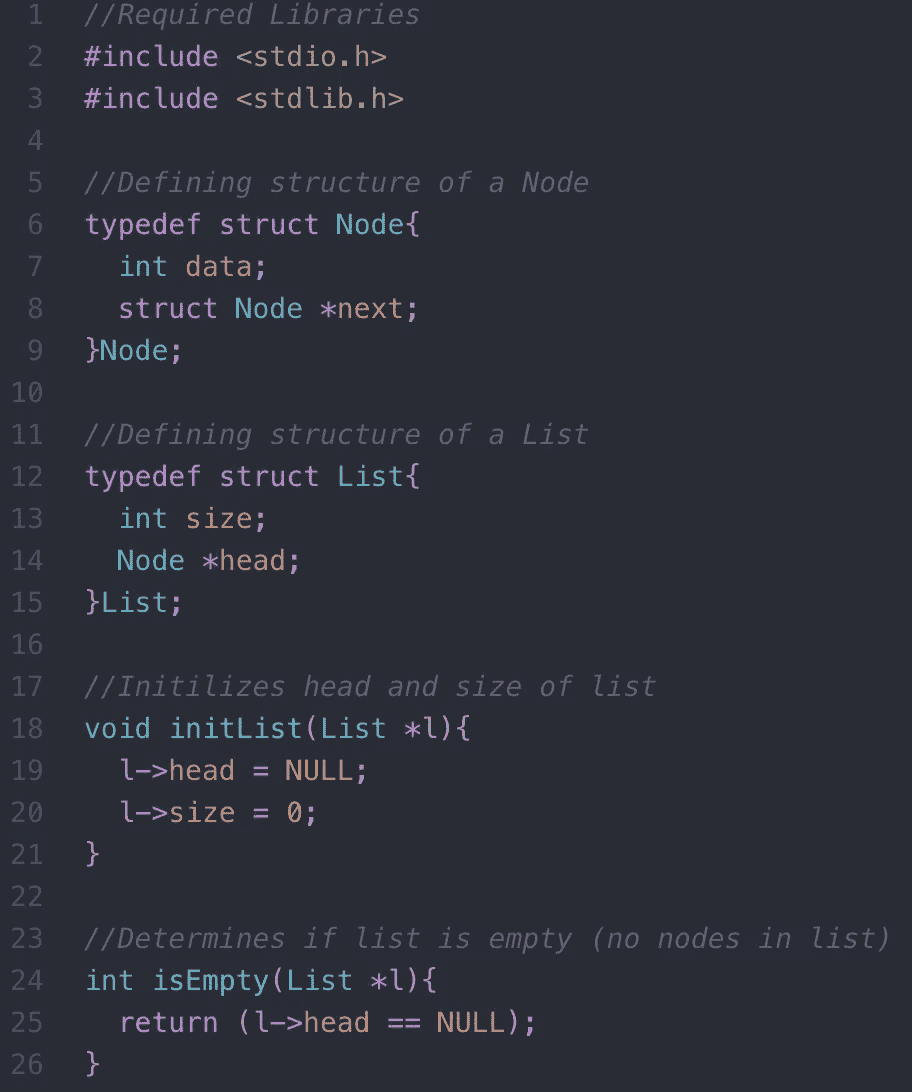 1 //Required Libraries
2 #include <stdio.h>
3 #include <stdlib.h>
4
5 //Defining structure of a Node
6 typedef struct Node{
7   int data;
8   struct Node *next;
9 }Node;
10
11 //Defining structure of a List
12 typedef struct List{
13   int size;
14   Node *head;
15 }List;
16
17 //Initilizes head and size of list
18 void initList(List *l){
19   l->head = NULL;
20   l->size = 0;
21 }
22
23 //Determines if list is empty (no nodes in list)
24 int isEmpty(List *l){
25   return (l->head == NULL);
26 }